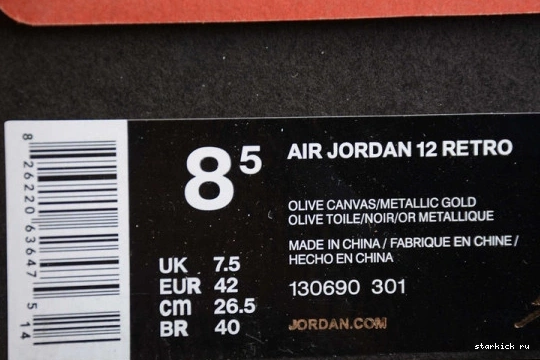 8 5
AIR JORDAN 12 RETRO
OLIVE CANVAS/METALLIC GOLD
OLIVE TOILE/NOIR/OR METALLIQUE
MADE IN CHINA / FABRIQUE EN CHINE /
HECHO EN CHINA
130690 301
JORDAN.COM
UK 7.5
EUR 42
cm 26.5
BR 40
8 26220 63647 5 14
starkick ru